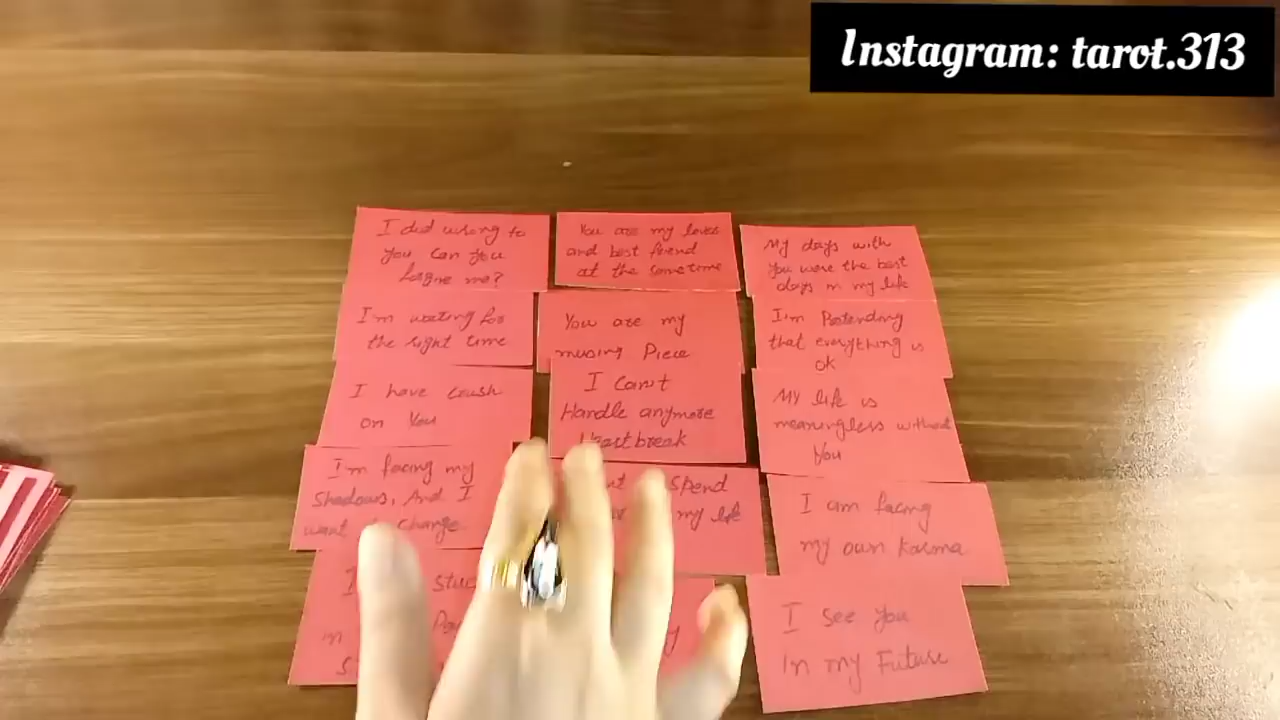 Instagram: tarot.313
I did wrong to
you can you
forgive me?
You are my lover
and best friend
at the same time
My days with
you were the best
days in my life
I'm waiting for
the right time
You are my
missing Piece
I'm Pretending
that everything is
ok
I have crush
on You
I Can't
Handle anymore
Heartbreak
My life is
meaningless without
You
I'm facing my
Shadows, And I
want change
Spend
my life
I am facing
my own Karma
I
in
I see you
in my Future